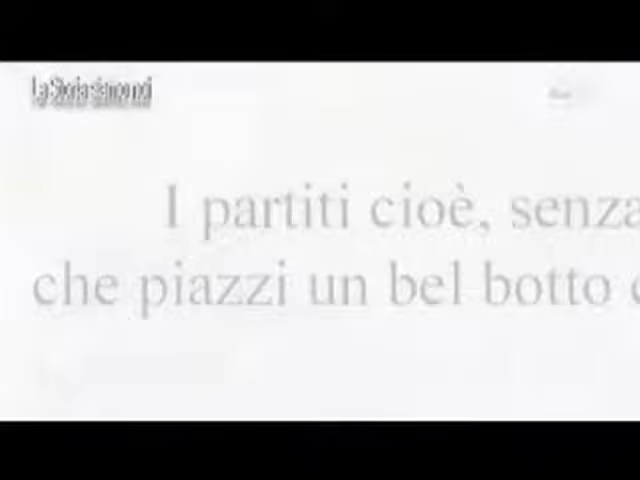 La Storia siamo noi
I partiti cioè, senza
che piazzi un bel botto